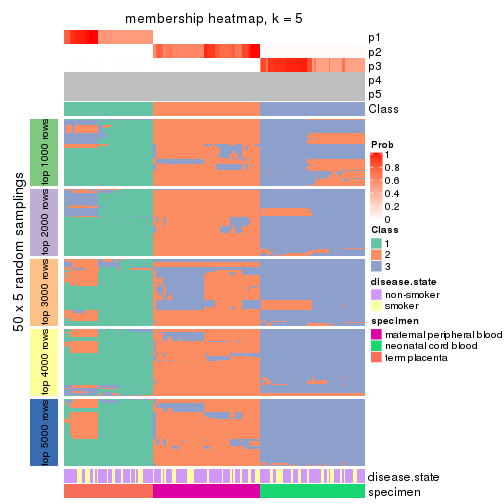 membership heatmap, k = 5
p1
p2
p3
p4
p5
Class
50 x 5 random samplings
top 1000 rows
top 2000 rows
top 3000 rows
top 4000 rows
top 5000 rows
disease.state
specimen
Prob
1
0.8
0.6
0.4
0.2
0
Class
1
2
3
disease.state
non-smoker
smoker
specimen
maternal peripheral blood
neonatal cord blood
term placenta